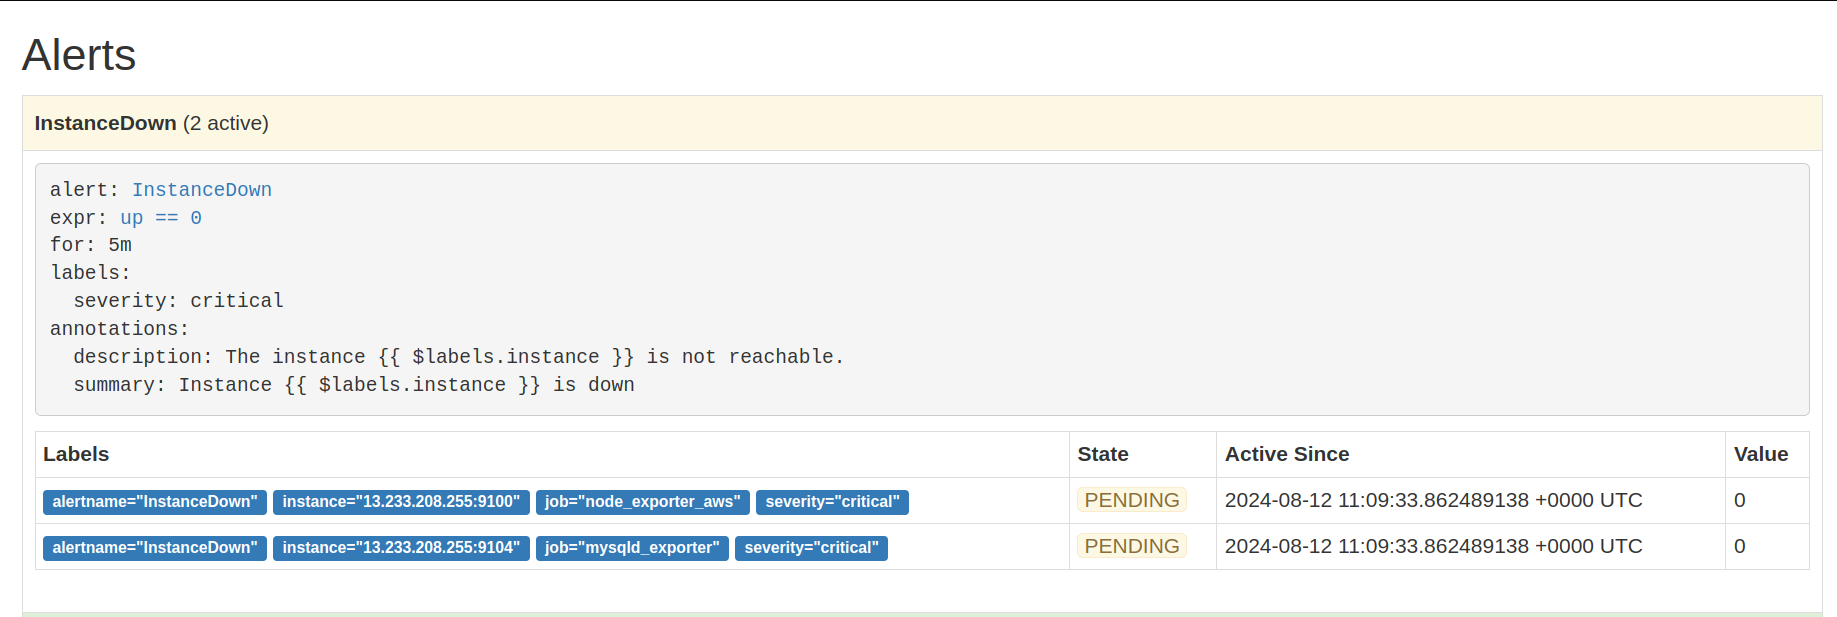 Alerts
InstanceDown (2 active)
alert: InstanceDown
expr: up == 0
for: 5m
labels:
  severity: critical
annotations:
  description: The instance {{ $labels.instance }} is not reachable.
  summary: Instance {{ $labels.instance }} is down
Labels State Active Since Value
alertname="InstanceDown" instance="13.233.208.255:9100" job="node_exporter_aws" severity="critical" PENDING 2024-08-12 11:09:33.862489138 +0000 UTC 0
alertname="InstanceDown" instance="13.233.208.255:9104" job="mysqld_exporter" severity="critical" PENDING 2024-08-12 11:09:33.862489138 +0000 UTC 0